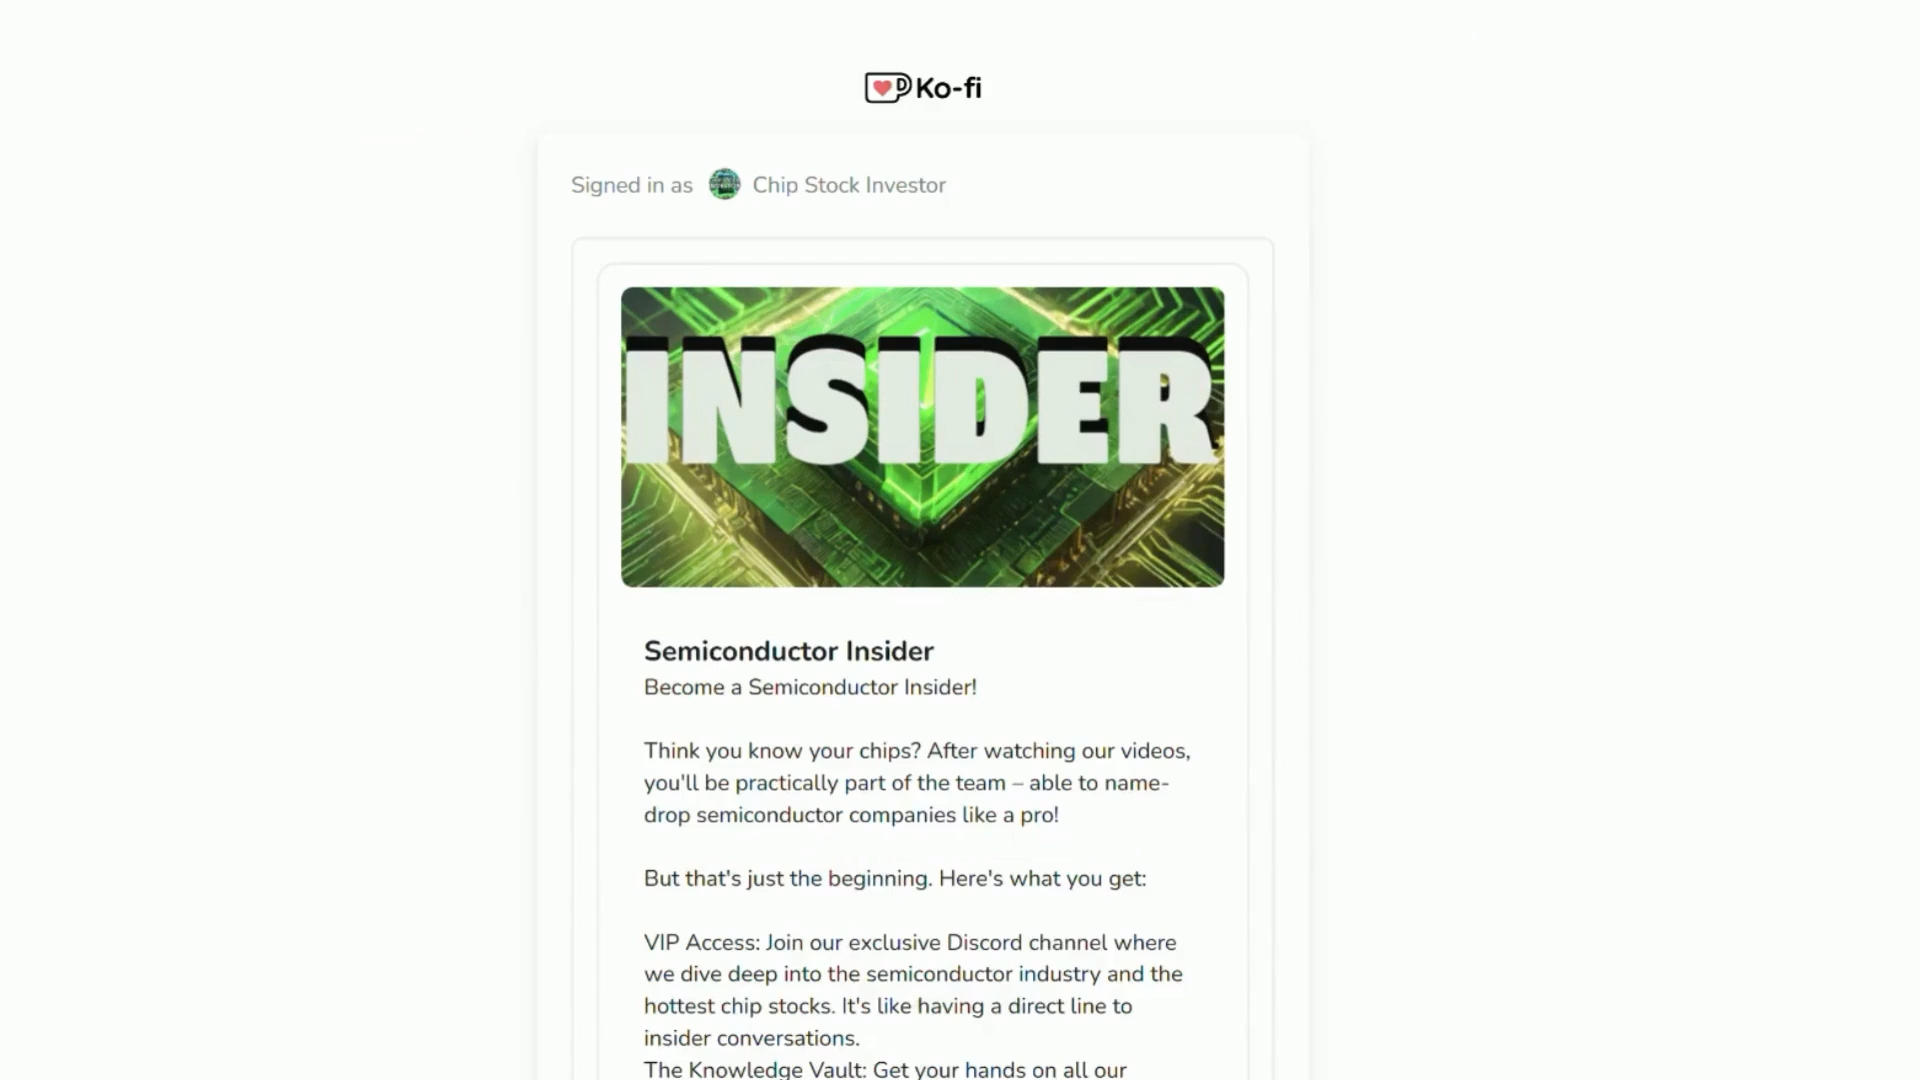 Ko-fi
Signed in as Chip Stock Investor
INSIDER
Semiconductor Insider
Become a Semiconductor Insider!
Think you know your chips? After watching our videos,
you'll be practically part of the team – able to name-
drop semiconductor companies like a pro!
But that's just the beginning. Here's what you get:
VIP Access: Join our exclusive Discord channel where
we dive deep into the semiconductor industry and the
hottest chip stocks. It's like having a direct line to
insider conversations.
The Knowledge Vault: Get your hands on all our